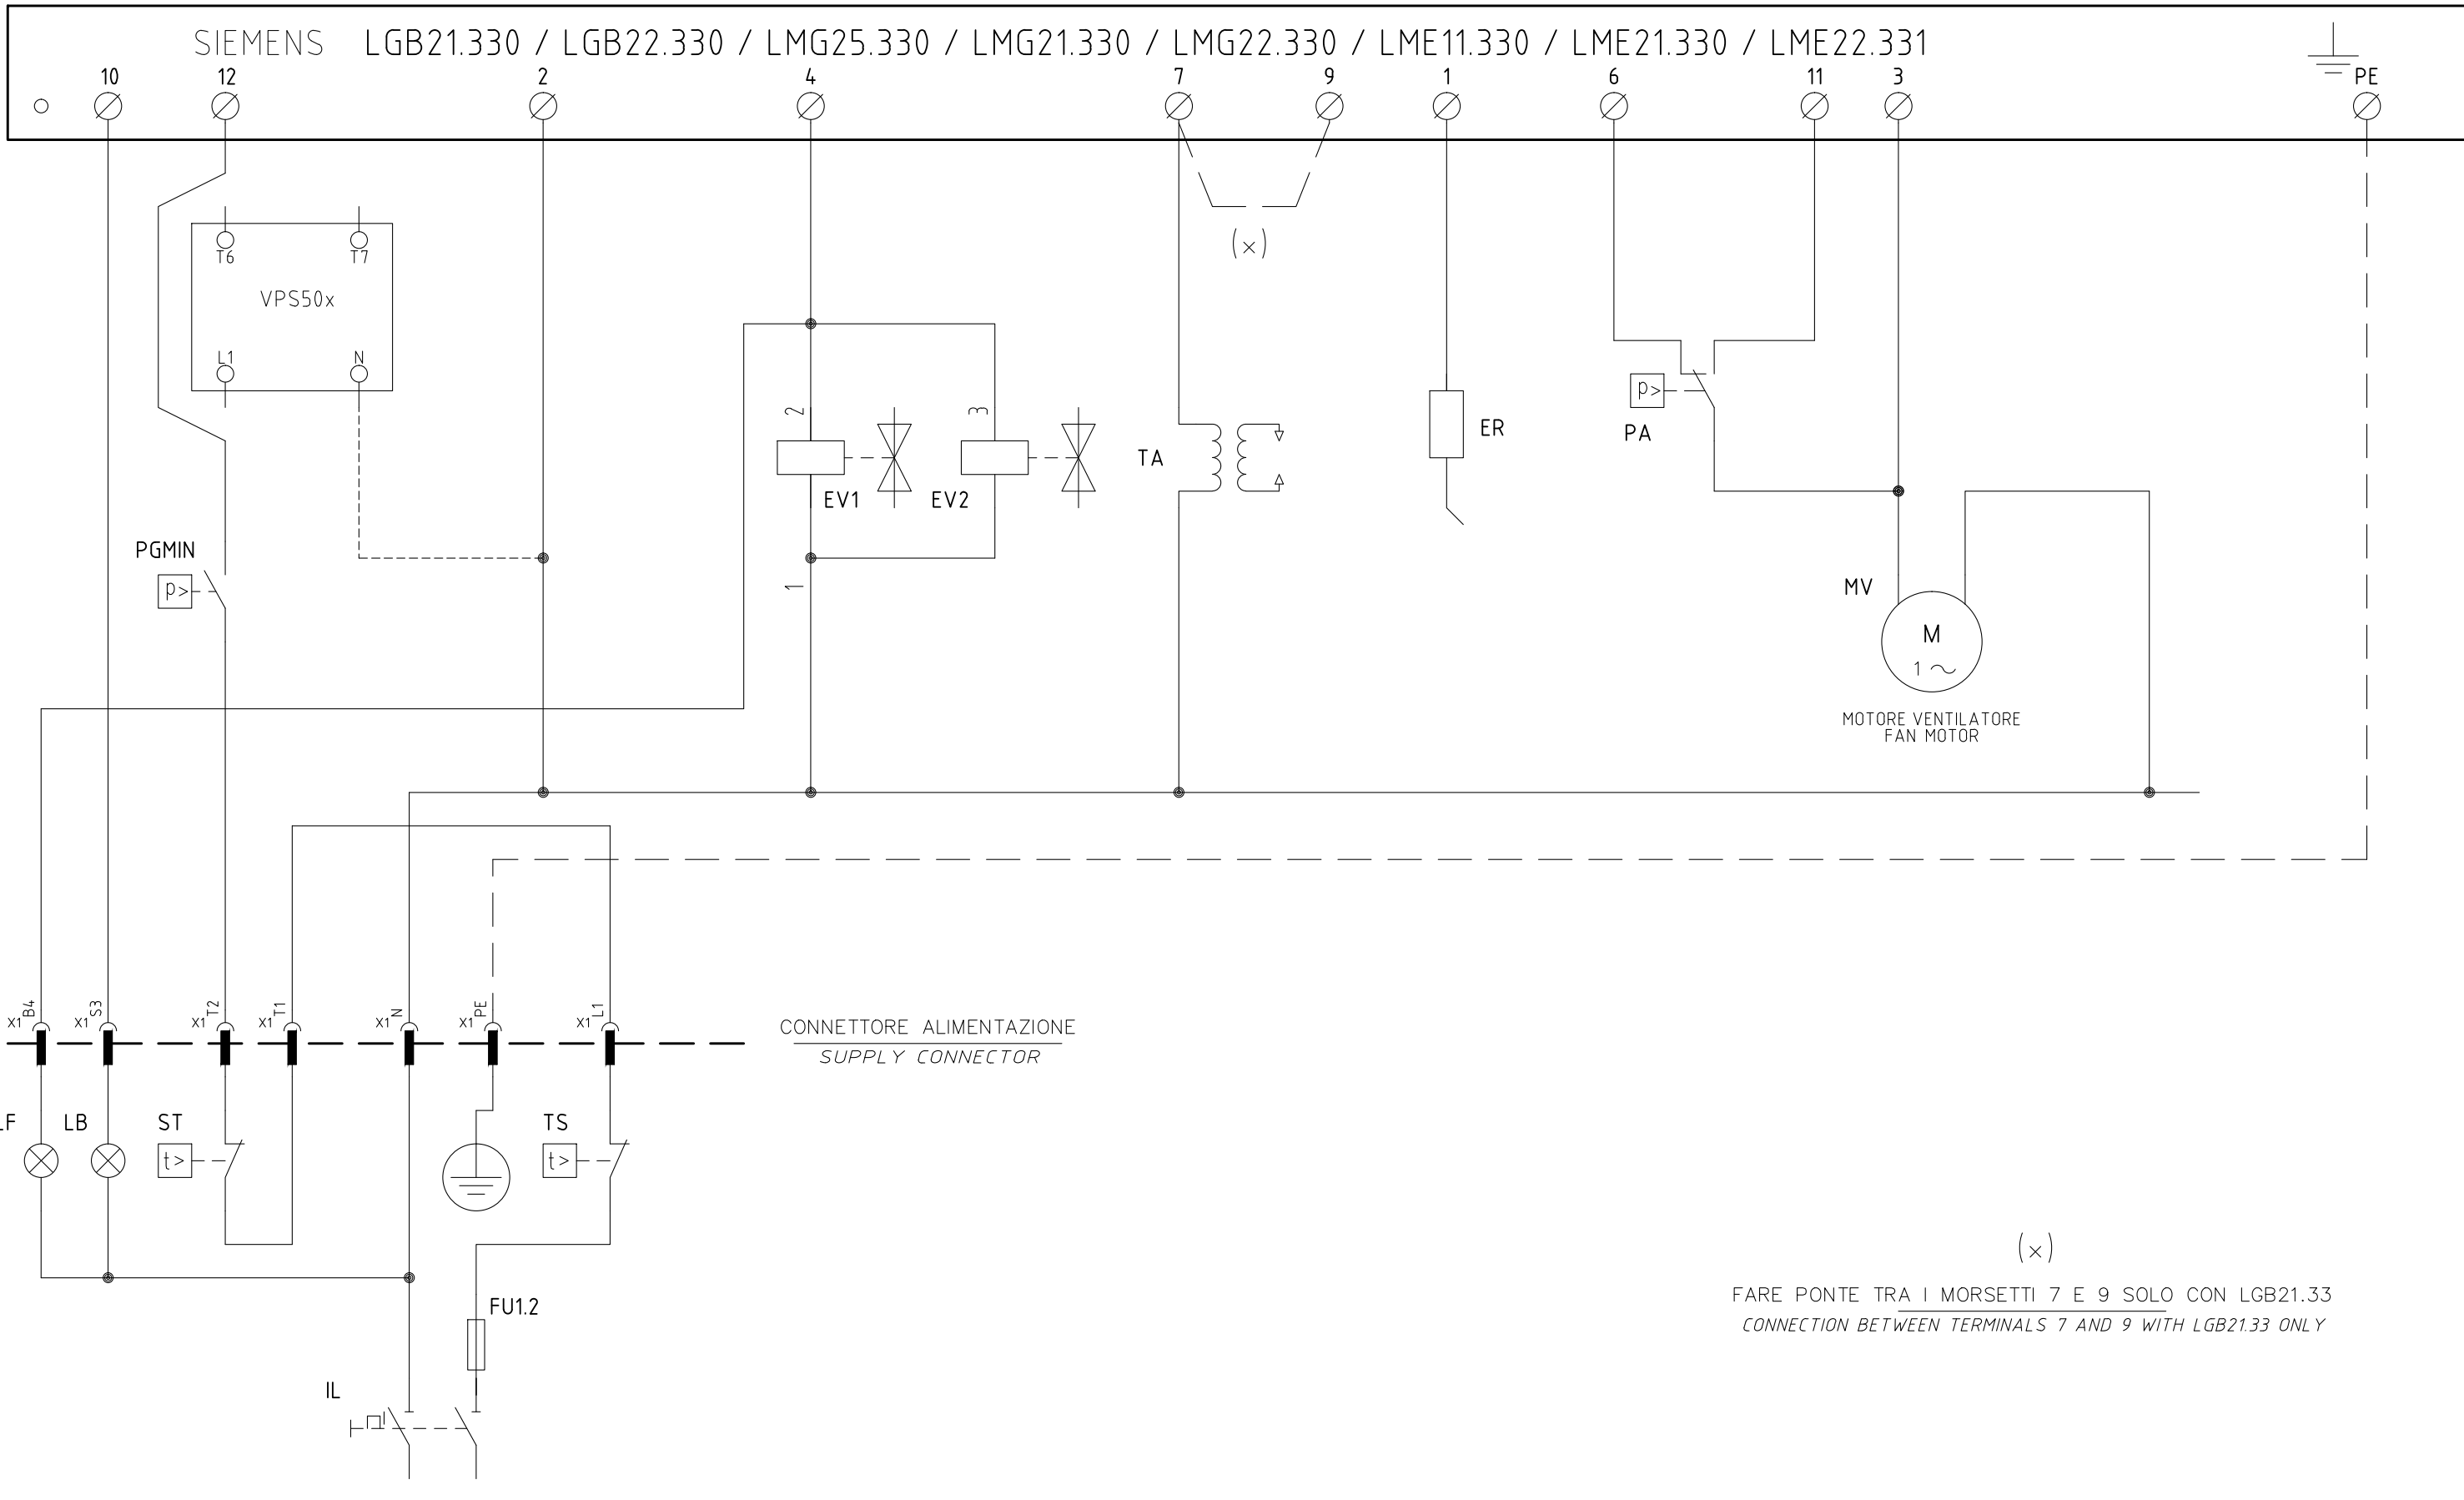 SIEMENS LGB21.330 / LGB22.330 / LMG25.330 / LMG21.330 / LMG22.330 / LME11.330 / LME21.330 / LME22.331
10 12 2 4 7 9 1 6 11 3 PE
T6 T7
(x)
VPS50x
L1 N
p>
2 3
ER
PA
TA
EV1 EV2
PGMIN
p>
1
MV
M
1
MOTORE VENTILATORE
FAN MOTOR
X1 B4 X1 S3 X1 T2 X1 T1 X1 N X1 PE X1 L1
CONNETTORE ALIMENTAZIONE
SUPPLY CONNECTOR
LF LB ST TS
t> t>
(x)
FU1.2
FARE PONTE TRA I MORSETTI 7 E 9 SOLO CON LGB21.33
CONNECTION BETWEEN TERMINALS 7 AND 9 WITH LGB21.33 ONLY
IL